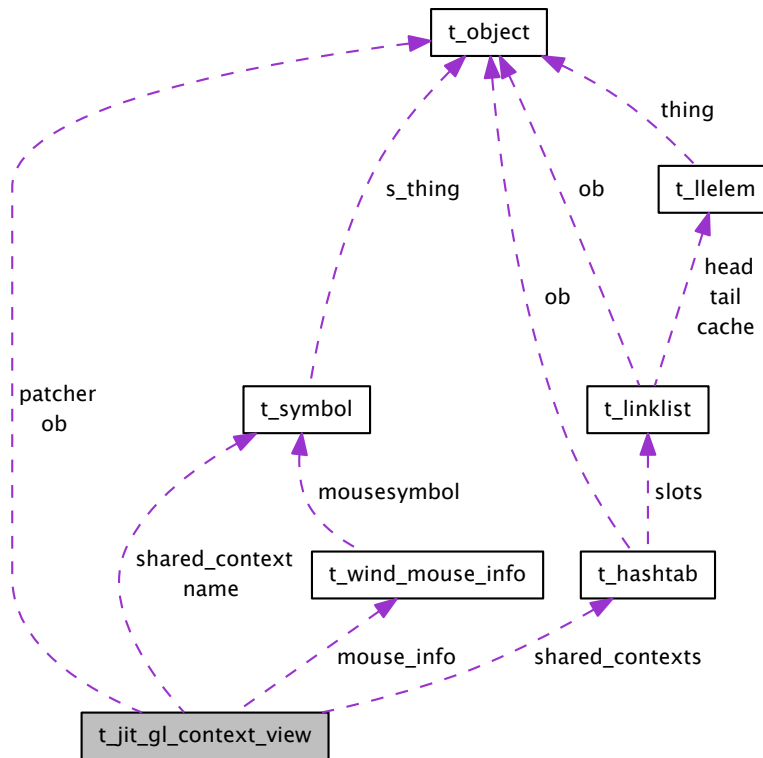 t_object
thing
t_llelem
s_thing
ob
head
tail
cache
ob
patcher
ob
t_symbol
t_linklist
mousesymbol
slots
shared_context
name
t_wind_mouse_info
t_hashtab
mouse_info
shared_contexts
t_jit_gl_context_view